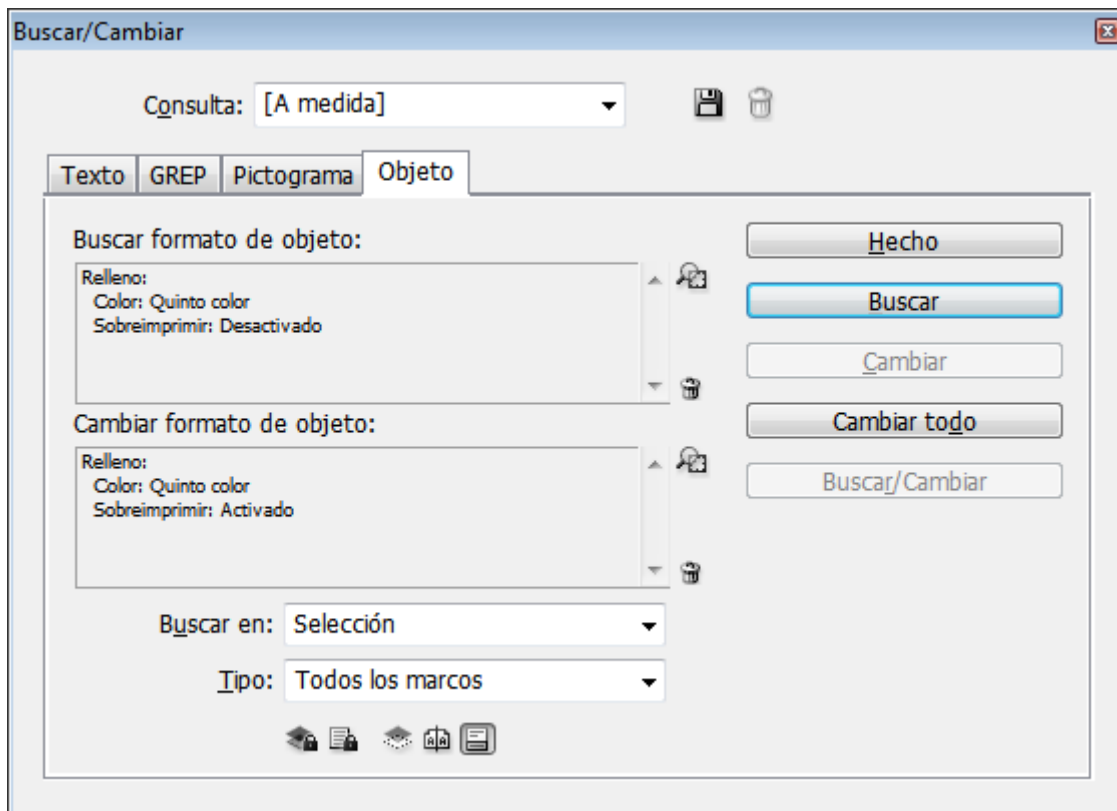 Buscar/Cambiar
Consulta: [A medida]
Texto GREP Pictograma Objeto
Buscar formato de objeto:
Hecho
Relleno:
Color: Quinto color
Sobreimprimir: Desactivado
Buscar
Cambiar
Cambiar formato de objeto:
Cambiar todo
Relleno:
Color: Quinto color
Sobreimprimir: Activado
Buscar/Cambiar
Buscar en: Selección
Tipo: Todos los marcos